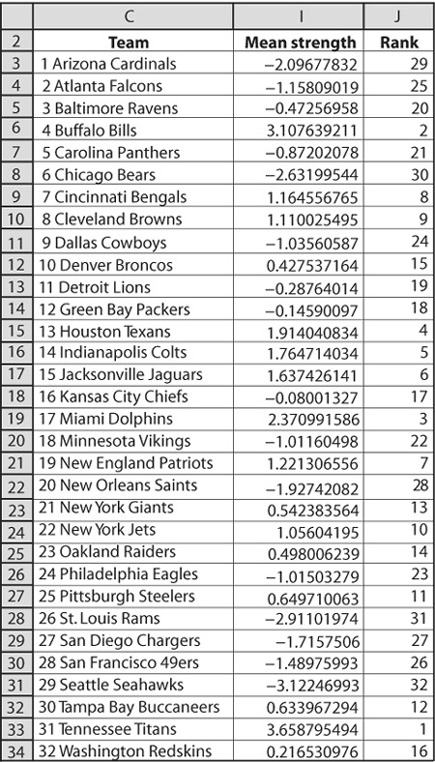 C I J
2 Team Mean strength Rank
3 1 Arizona Cardinals −2.09677832 29
4 2 Atlanta Falcons −1.15809019 25
5 3 Baltimore Ravens −0.47256958 20
6 4 Buffalo Bills 3.107639211 2
7 5 Carolina Panthers −0.87202078 21
8 6 Chicago Bears −2.63199544 30
9 7 Cincinnati Bengals 1.164556765 8
10 8 Cleveland Browns 1.110025495 9
11 9 Dallas Cowboys −1.03560587 24
12 10 Denver Broncos 0.427537164 15
13 11 Detroit Lions −0.28764014 19
14 12 Green Bay Packers −0.14590097 18
15 13 Houston Texans 1.914040834 4
16 14 Indianapolis Colts 1.764714034 5
17 15 Jacksonville Jaguars 1.637426141 6
18 16 Kansas City Chiefs −0.08001327 17
19 17 Miami Dolphins 2.370991586 3
20 18 Minnesota Vikings −1.01160498 22
21 19 New England Patriots 1.221306556 7
22 20 New Orleans Saints −1.92742082 28
23 21 New York Giants 0.542383564 13
24 22 New York Jets 1.05604195 10
25 23 Oakland Raiders 0.498006239 14
26 24 Philadelphia Eagles −1.01503279 23
27 25 Pittsburgh Steelers 0.649710063 11
28 26 St. Louis Rams −2.91101974 31
29 27 San Diego Chargers −1.7157506 27
30 28 San Francisco 49ers −1.48975993 26
31 29 Seattle Seahawks −3.12246993 32
32 30 Tampa Bay Buccaneers 0.633967294 12
33 31 Tennessee Titans 3.658795494 1
34 32 Washington Redskins 0.216530976 16